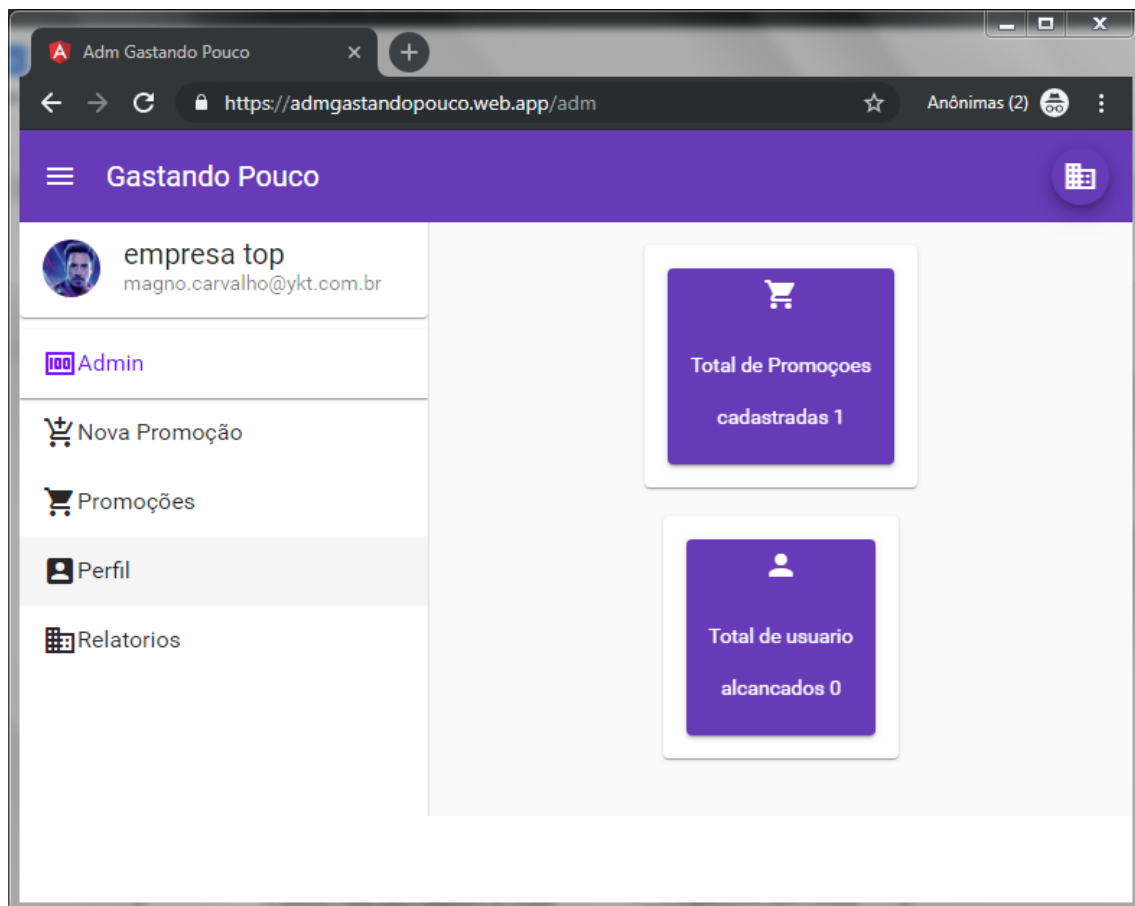 Adm Gastando Pouco
https://admgastandopouco.web.app/adm
Anônimas (2)
Gastando Pouco
empresa top
magno.carvalho@ykt.com.br
100 Admin
Nova Promoção
Promoções
Perfil
Relatorios
Total de Promoçoes
cadastradas 1
Total de usuario
alcancados 0